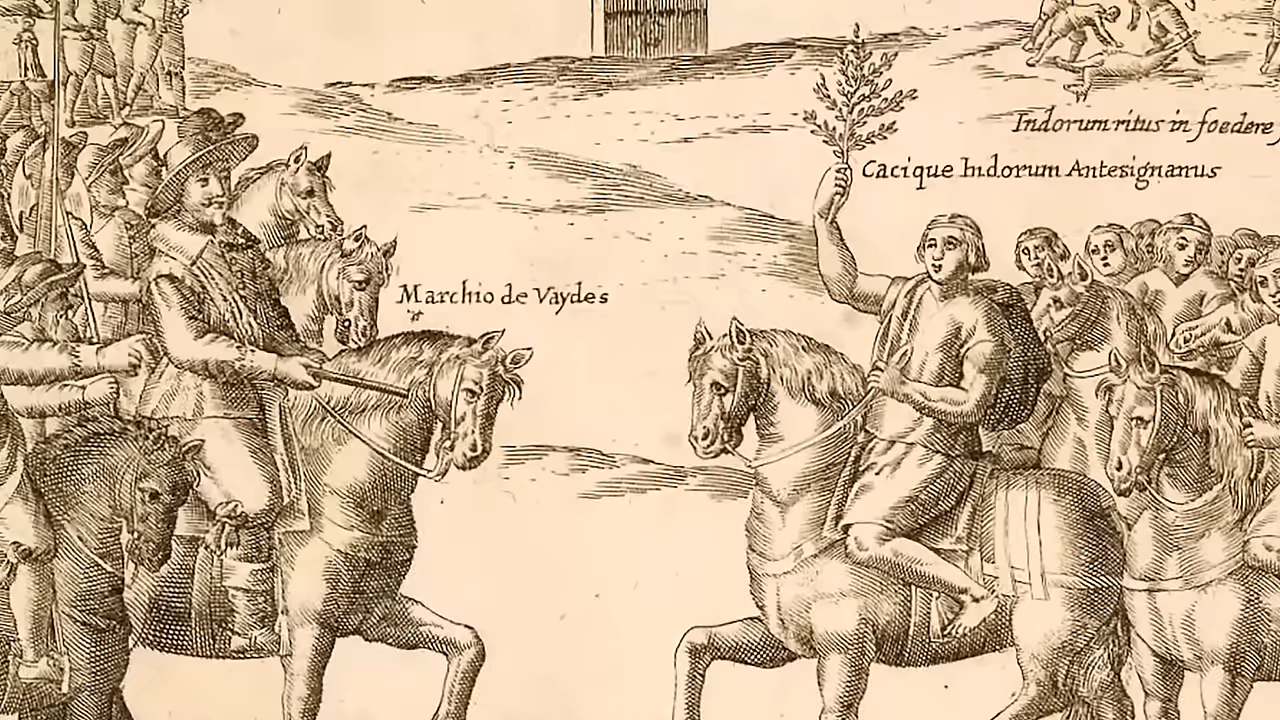 Indorum ritus in foedere
Cacique Indorum Antesignanus
Marchio de Vaydes